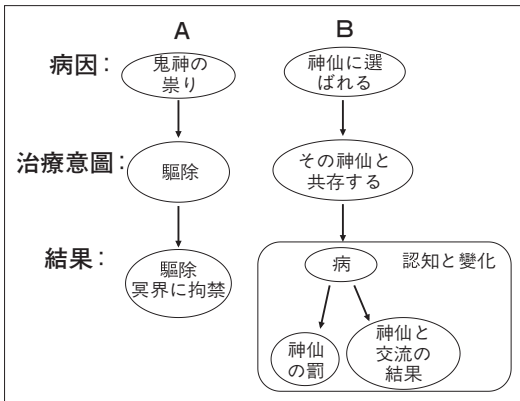 A
B
病因：
鬼神の
祟り
神仙に選
ばれる
治療意圖：
驅除
その神仙と
共存する
結果：
驅除
冥界に拘禁
病
認知と變化
神仙
の罰
神仙と
交流の
結果